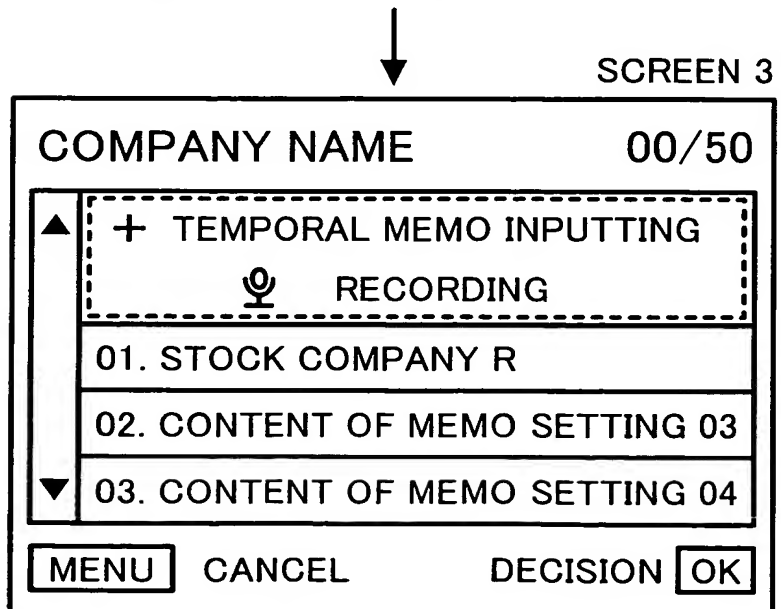 SCREEN 3
COMPANY NAME 00/50
+ TEMPORAL MEMO INPUTTING
RECORDING
01. STOCK COMPANY R
02. CONTENT OF MEMO SETTING 03
03. CONTENT OF MEMO SETTING 04
MENU CANCEL DECISION OK